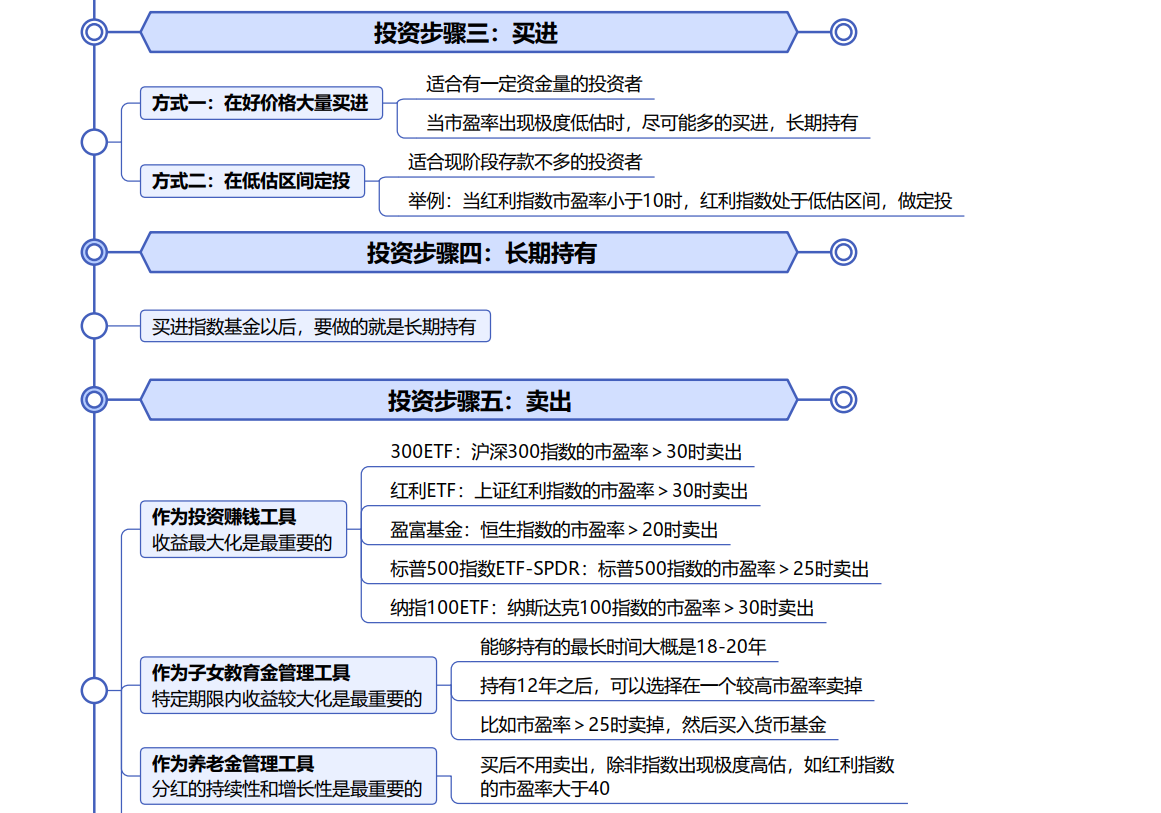 投资步骤三：买进
方式一：在好价格大量买进
适合有一定资金量的投资者
当市盈率出现极度低估时，尽可能多的买进，长期持有
方式二：在低估区间定投
适合现阶段存款不多的投资者
举例：当红利指数市盈率小于10时，红利指数处于低估区间，做定投
投资步骤四：长期持有
买进指数基金以后，要做的就是长期持有
投资步骤五：卖出
作为投资赚钱工具
收益最大化是最重要的
300ETF：沪深300指数的市盈率＞30时卖出
红利ETF：上证红利指数的市盈率＞30时卖出
盈富基金：恒生指数的市盈率＞20时卖出
标普500指数ETF-SPDR：标普500指数的市盈率＞25时卖出
纳指100ETF：纳斯达克100指数的市盈率＞30时卖出
作为子女教育金管理工具
特定期限内收益较大化是最重要的
能够持有的最长时间大概是18-20年
持有12年之后，可以选择在一个较高市盈率卖掉
比如市盈率＞25时卖掉，然后买入货币基金
作为养老金管理工具
分红的持续性和增长性是最重要的
买后不用卖出，除非指数出现极度高估，如红利指数
的市盈率大于40